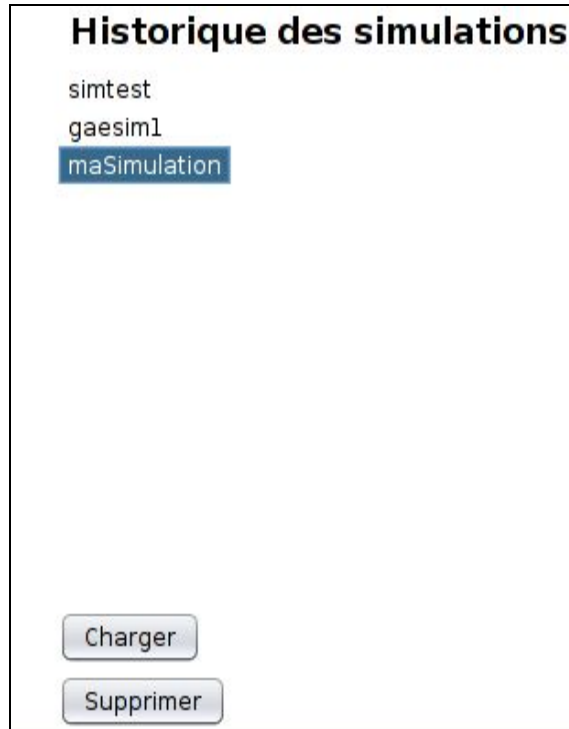 Historique des simulations
simtest
gaesim1
maSimulation
Charger
Supprimer